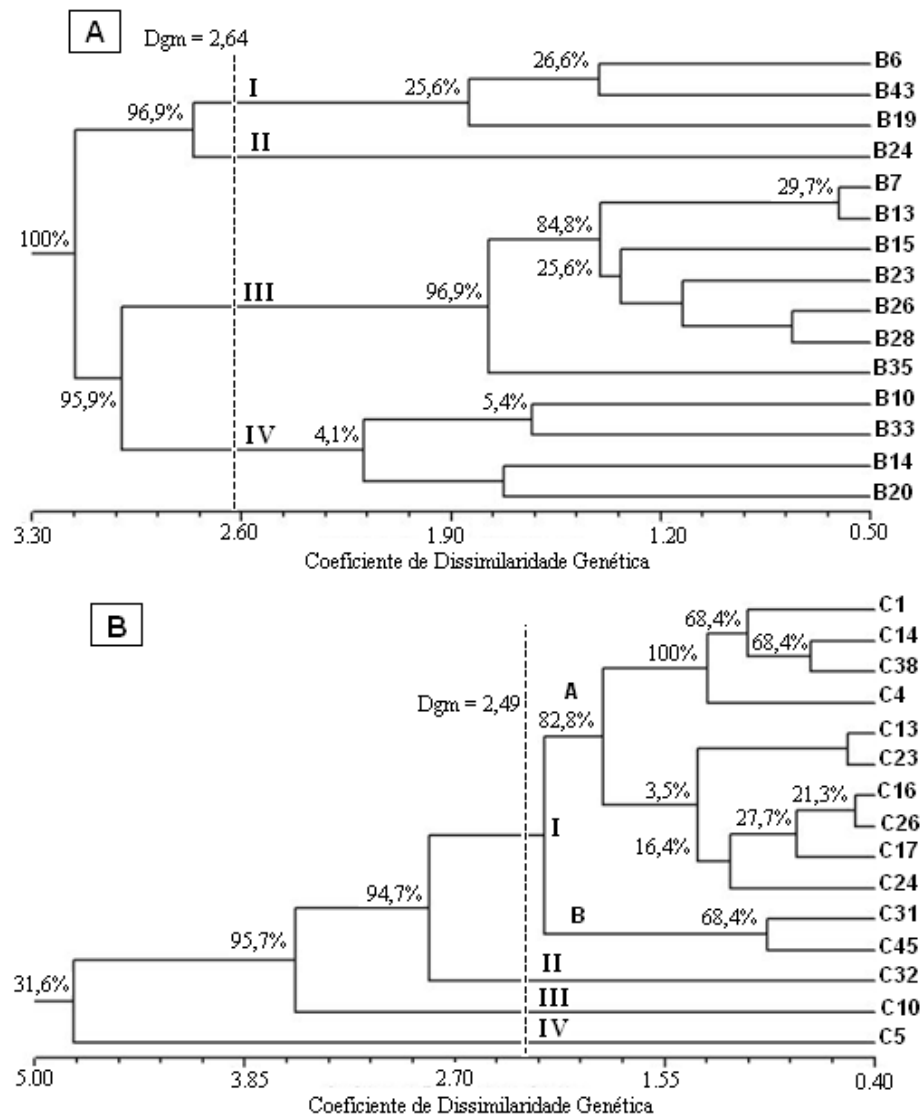 A
Dgm = 2,64
26,6%
B6
I
25,6%
B43
96,9%
B19
II
B24
29,7%
B7
84,8%
B13
100%
B15
25,6%
B23
III
96,9%
B26
B28
B35
95,9%
5,4%
B10
IV
4,1%
B33
B14
B20
3.30
2.60
1.90
1.20
0.50
Coeficiente de Dissimilaridade Genética
B
C1
68,4%
C14
100%
68,4%
C38
A
Dgm = 2,49
C4
82,8%
C13
C23
3,5%
21,3%
C16
I
27,7%
C26
16,4%
C17
94,7%
C24
B
68,4%
C31
95,7%
C45
II
C32
31,6%
III
C10
IV
C5
5.00
3.85
2.70
1.55
0.40
Coeficiente de Dissimilaridade Genética